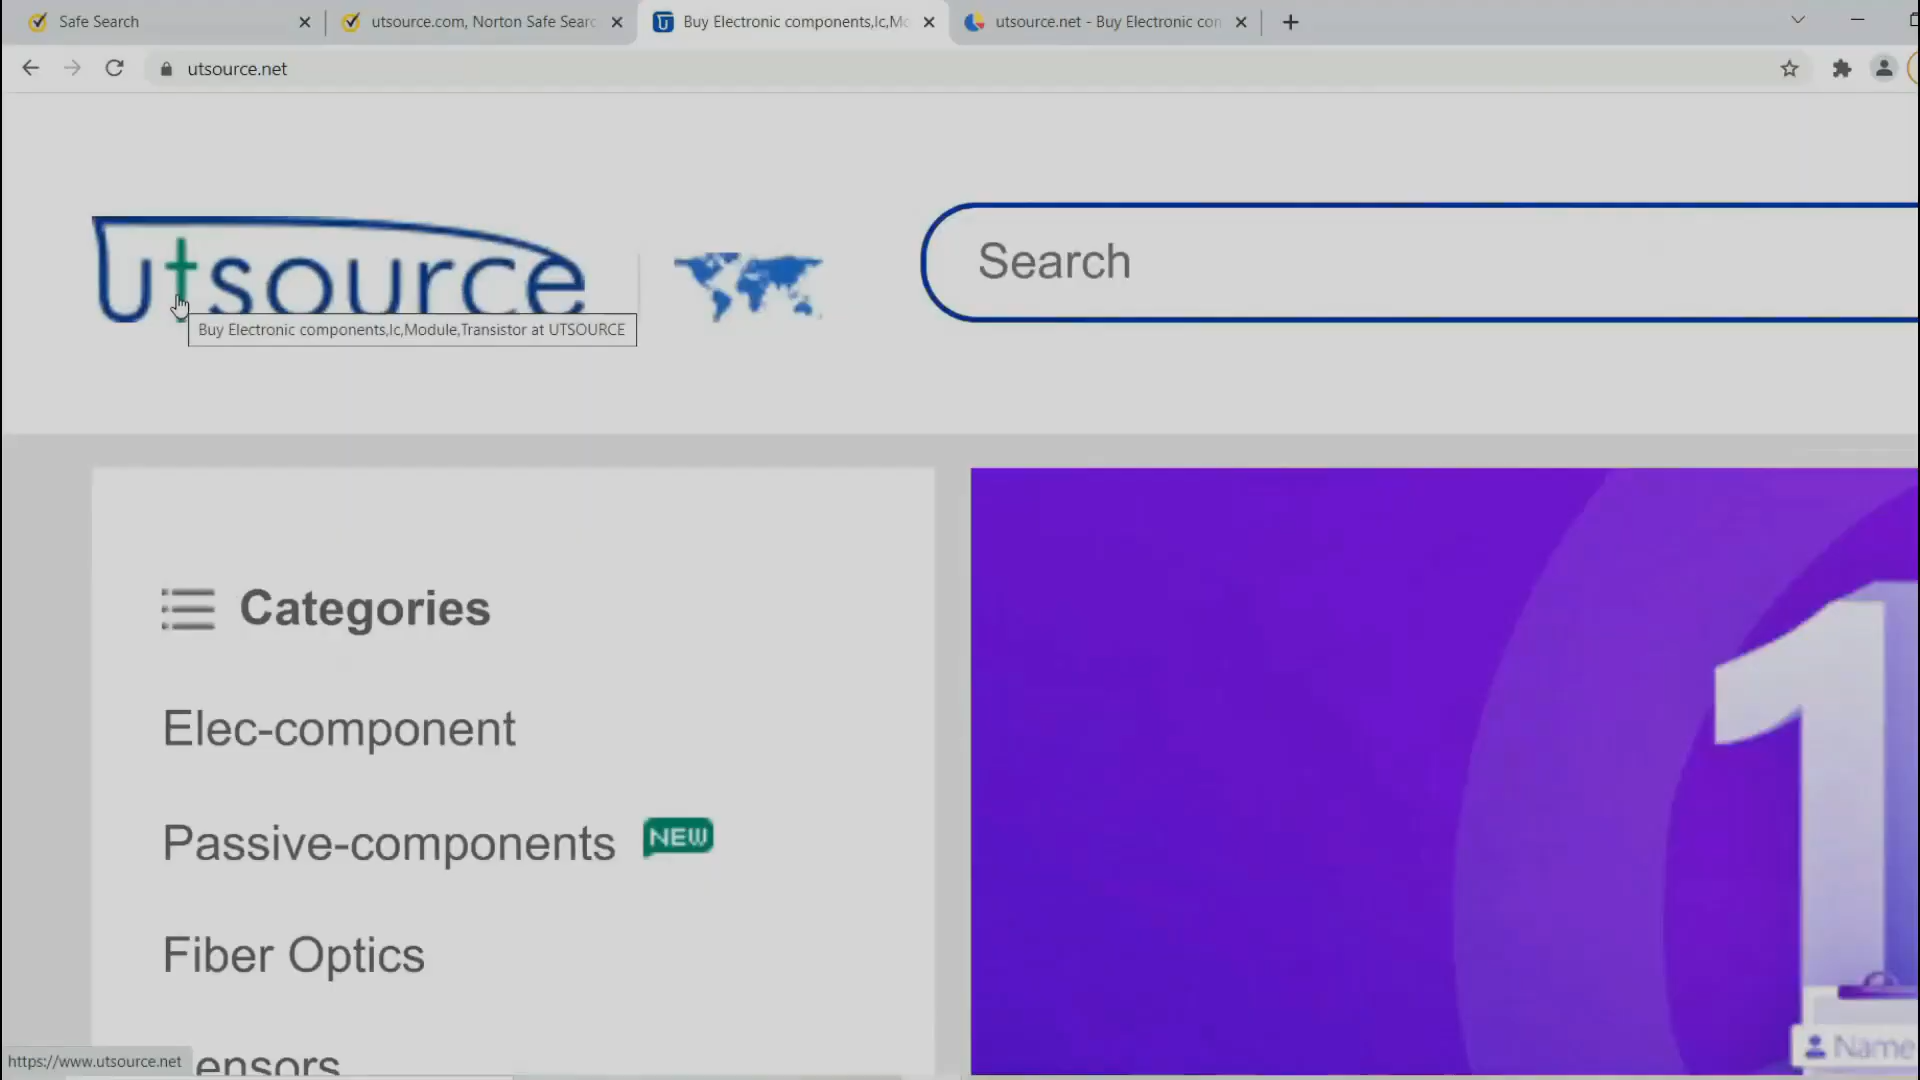 Safe Search
utsource.com, Norton Safe Searc
Buy Electronic components,Ic,Mo
utsource.net - Buy Electronic con
utsource.net
utsource
Search
Buy Electronic components,Ic,Module,Transistor at UTSOURCE
Categories
Elec-component
Passive-components NEW
Fiber Optics
ensors
1
Name
https://www.utsource.net